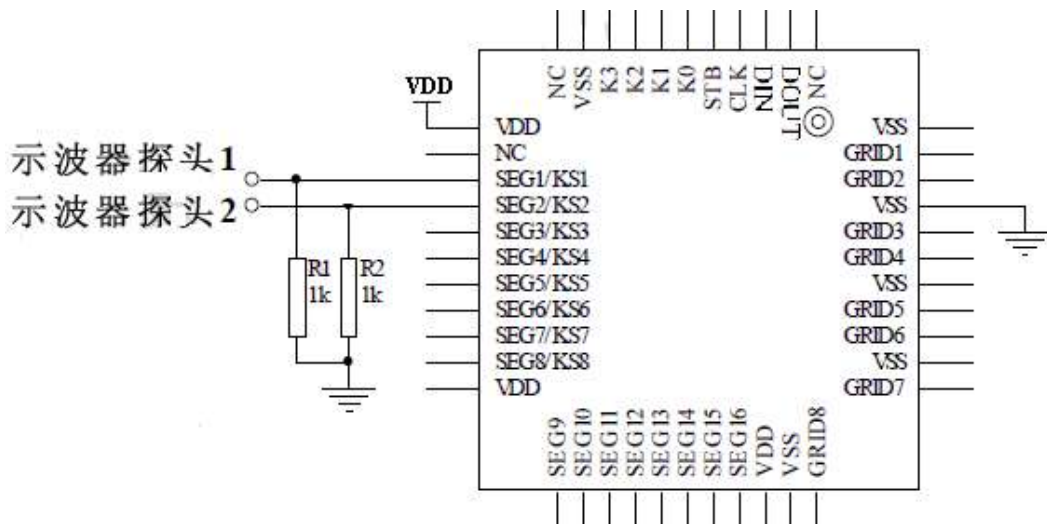 NC
VSS
K3
K2
K1
K0
STB
CLK
DIN
DOUT
NC
VDD
示波器探头1
示波器探头2
R1
1k
R2
1k
VDD
NC
SEG1/KS1
SEG2/KS2
SEG3/KS3
SEG4/KS4
SEG5/KS5
SEG6/KS6
SEG7/KS7
SEG8/KS8
VDD
VSS
GRID1
GRID2
VSS
GRID3
GRID4
VSS
GRID5
GRID6
VSS
GRID7
SEG9
SEG10
SEG11
SEG12
SEG13
SEG14
SEG15
SEG16
VDD
VSS
GRID8